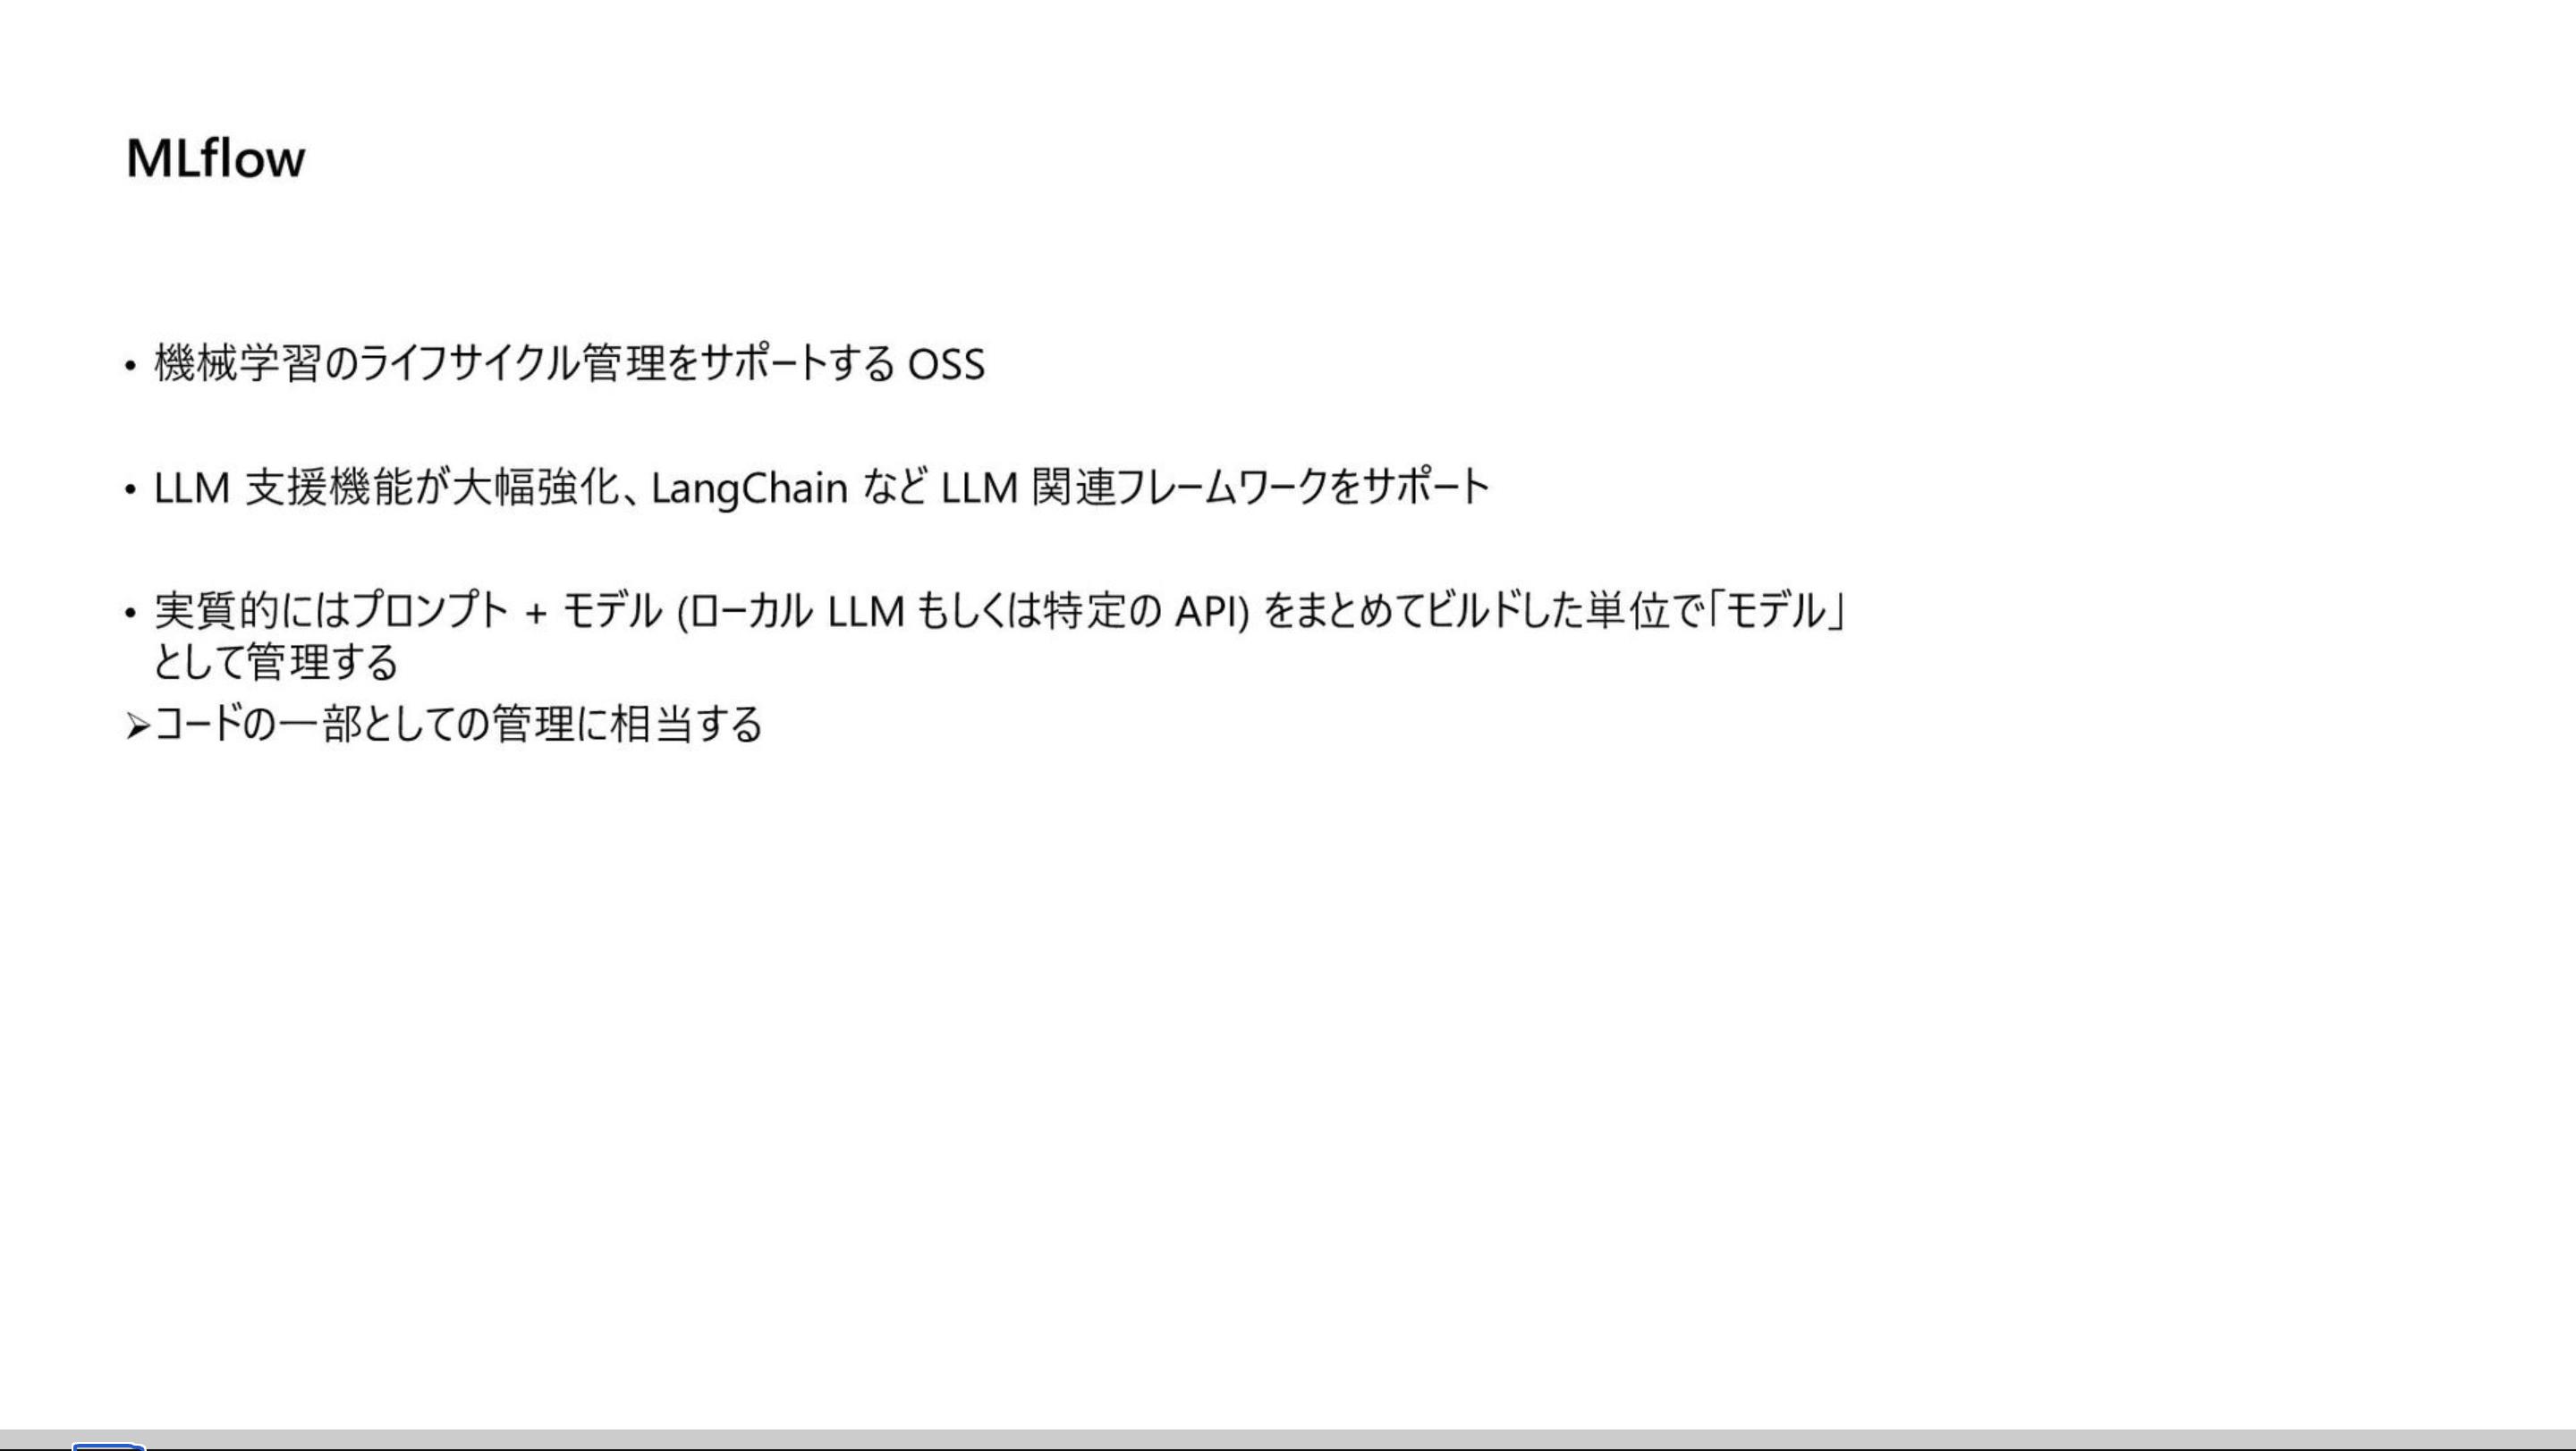 MLflow
• 機械学習のライフサイクル管理をサポートする OSS
• LLM 支援機能が大幅強化、LangChain など LLM 関連フレームワークをサポート
• 実質的にはプロンプト + モデル (ローカル LLM もしくは特定の API) をまとめてビルドした単位で「モデル」
として管理する
➢コードの一部としての管理に相当する